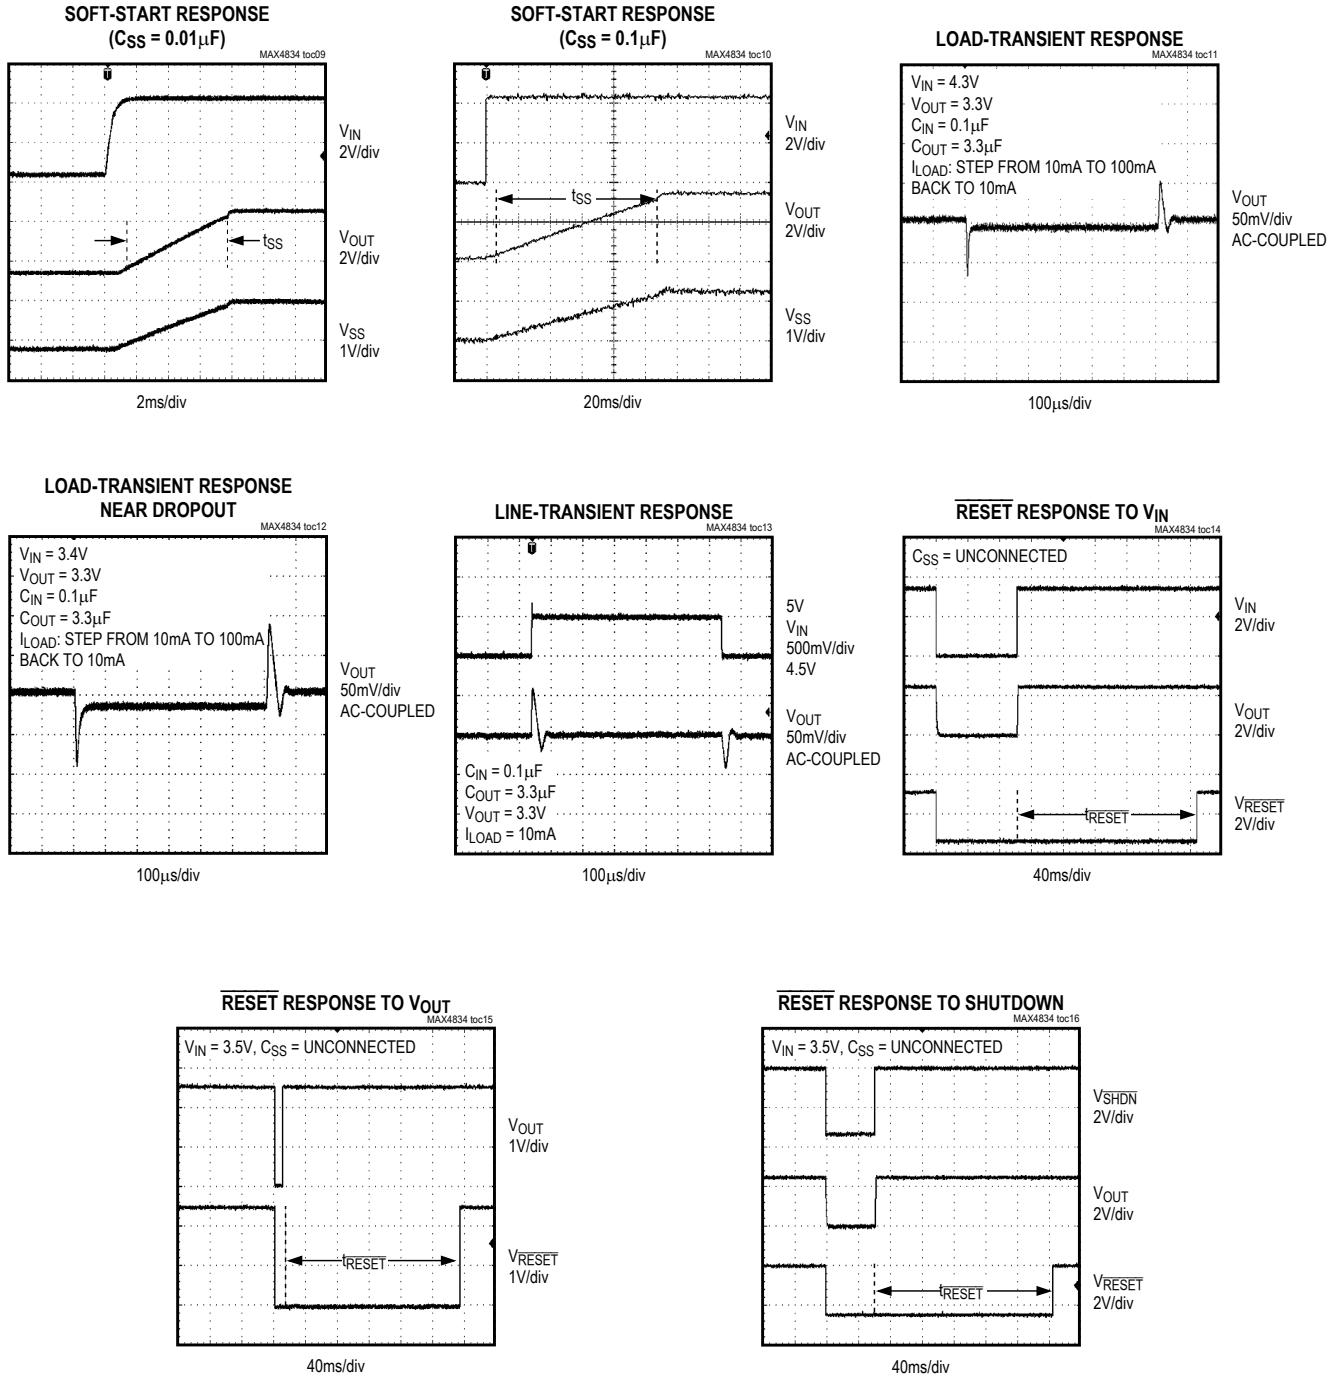 SOFT-START RESPONSE
(CSS = 0.01µF)
MAX4834 toc09
VIN
2V/div
tSS
VOUT
2V/div
VSS
1V/div
2ms/div
SOFT-START RESPONSE
(CSS = 0.1µF)
MAX4834 toc10
VIN
2V/div
tSS
VOUT
2V/div
VSS
1V/div
20ms/div
LOAD-TRANSIENT RESPONSE
MAX4834 toc11
VIN = 4.3V
VOUT = 3.3V
CIN = 0.1µF
COUT = 3.3µF
ILOAD: STEP FROM 10mA TO 100mA
BACK TO 10mA
VOUT
50mV/div
AC-COUPLED
100µs/div
LOAD-TRANSIENT RESPONSE
NEAR DROPOUT
MAX4834 toc12
VIN = 3.4V
VOUT = 3.3V
CIN = 0.1µF
COUT = 3.3µF
ILOAD: STEP FROM 10mA TO 100mA
BACK TO 10mA
VOUT
50mV/div
AC-COUPLED
100µs/div
LINE-TRANSIENT RESPONSE
MAX4834 toc13
5V
VIN
500mV/div
4.5V
VOUT
50mV/div
AC-COUPLED
CIN = 0.1µF
COUT = 3.3µF
VOUT = 3.3V
ILOAD = 10mA
100µs/div
RESET RESPONSE TO VIN
MAX4834 toc14
CSS = UNCONNECTED
VIN
2V/div
VOUT
2V/div
tRESET
VRESET
2V/div
40ms/div
RESET RESPONSE TO VOUT
MAX4834 toc15
VIN = 3.5V, CSS = UNCONNECTED
VOUT
1V/div
tRESET
VRESET
1V/div
40ms/div
RESET RESPONSE TO SHUTDOWN
MAX4834 toc16
VIN = 3.5V, CSS = UNCONNECTED
VSHDN
2V/div
VOUT
2V/div
tRESET
VRESET
2V/div
40ms/div